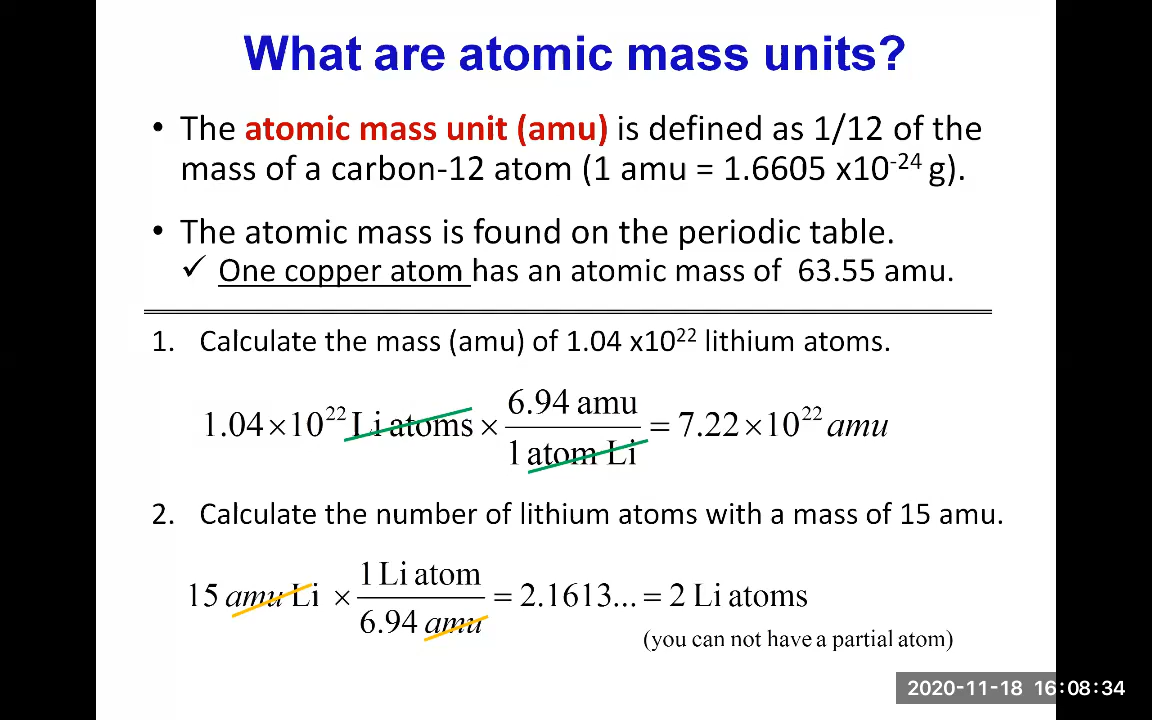 What are atomic mass units?
• The atomic mass unit (amu) is defined as 1/12 of the
mass of a carbon-12 atom (1 amu = 1.6605 x10⁻²⁴ g).
• The atomic mass is found on the periodic table.
✓ One copper atom has an atomic mass of 63.55 amu.
1. Calculate the mass (amu) of 1.04 x10²² lithium atoms.
1.04×10²² Li atoms × 6.94 amu / 1 atom Li = 7.22×10²² amu
2. Calculate the number of lithium atoms with a mass of 15 amu.
15 amu Li × 1 Li atom / 6.94 amu = 2.1613... = 2 Li atoms
(you can not have a partial atom)
2020-11-18 16:08:34